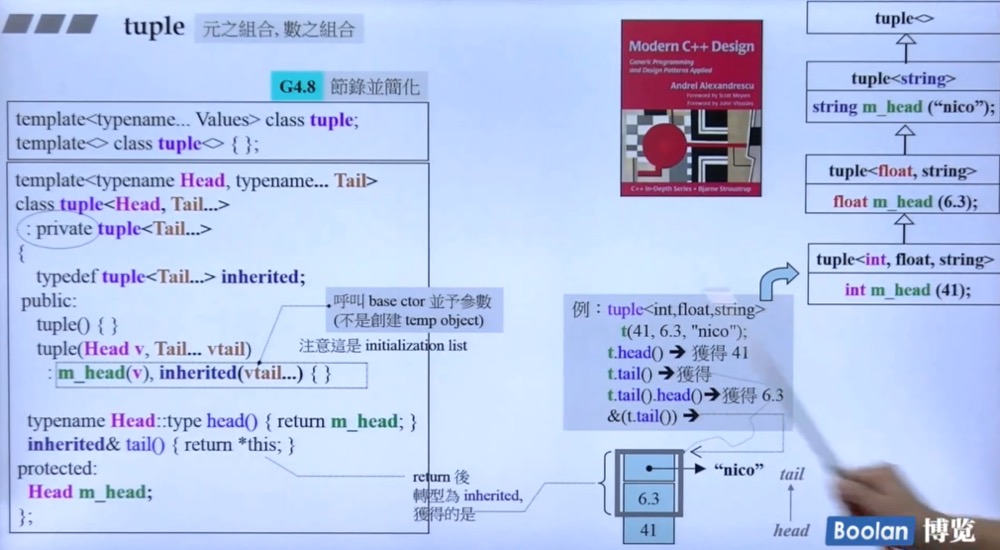 tuple 元之組合, 數之組合
G4.8 節錄並簡化
template<typename... Values> class tuple;
template<> class tuple<> { };
template<typename Head, typename... Tail>
class tuple<Head, Tail...>
: private tuple<Tail...>
{
typedef tuple<Tail...> inherited;
public:
tuple() { }
tuple(Head v, Tail... vtail)
: m_head(v), inherited(vtail...) { }
typename Head::type head() { return m_head; }
inherited& tail() { return *this; }
protected:
Head m_head;
};
呼叫 base ctor 並予參數
(不是創建 temp object)
注意這是 initialization list
return 後
轉型為 inherited,
獲得的是
Modern C++ Design
Generic Programming
and Design Patterns Applied
Andrei Alexandrescu
Foreword by Scott Meyers
Foreword by John Vlissides
C++ In-Depth Series • Bjarne Stroustrup
例：tuple<int,float,string>
t(41, 6.3, "nico");
t.head() ➔ 獲得 41
t.tail() ➔獲得
t.tail().head()➔獲得 6.3
&(t.tail()) ➔
"nico"
6.3
41
tail
head
tuple<>
tuple<string>
string m_head (“nico”);
tuple<float, string>
float m_head (6.3);
tuple<int, float, string>
int m_head (41);
Boolan 博览